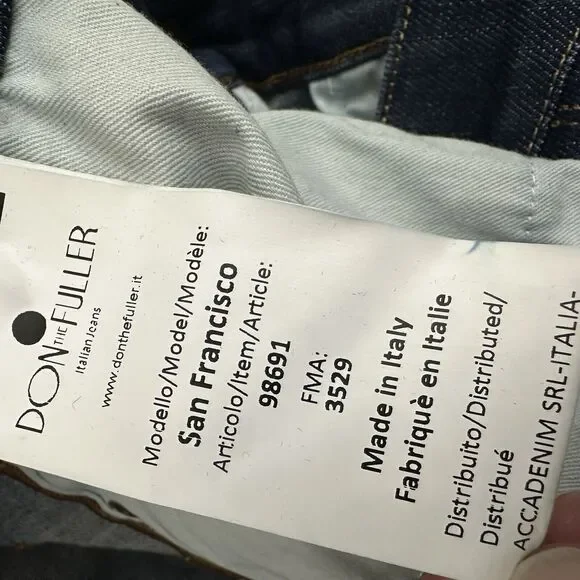 DON THE FULLER
Italian Jeans
www.donthefuller.it
Modello/Model/Modèle:
San Francisco
Articolo/Item/Article:
98691
FMA:
3529
Made in Italy
Fabriquè en Italie
Distribuito/Distributed/
Distribué
ACCADENIM SRL-ITALIA-